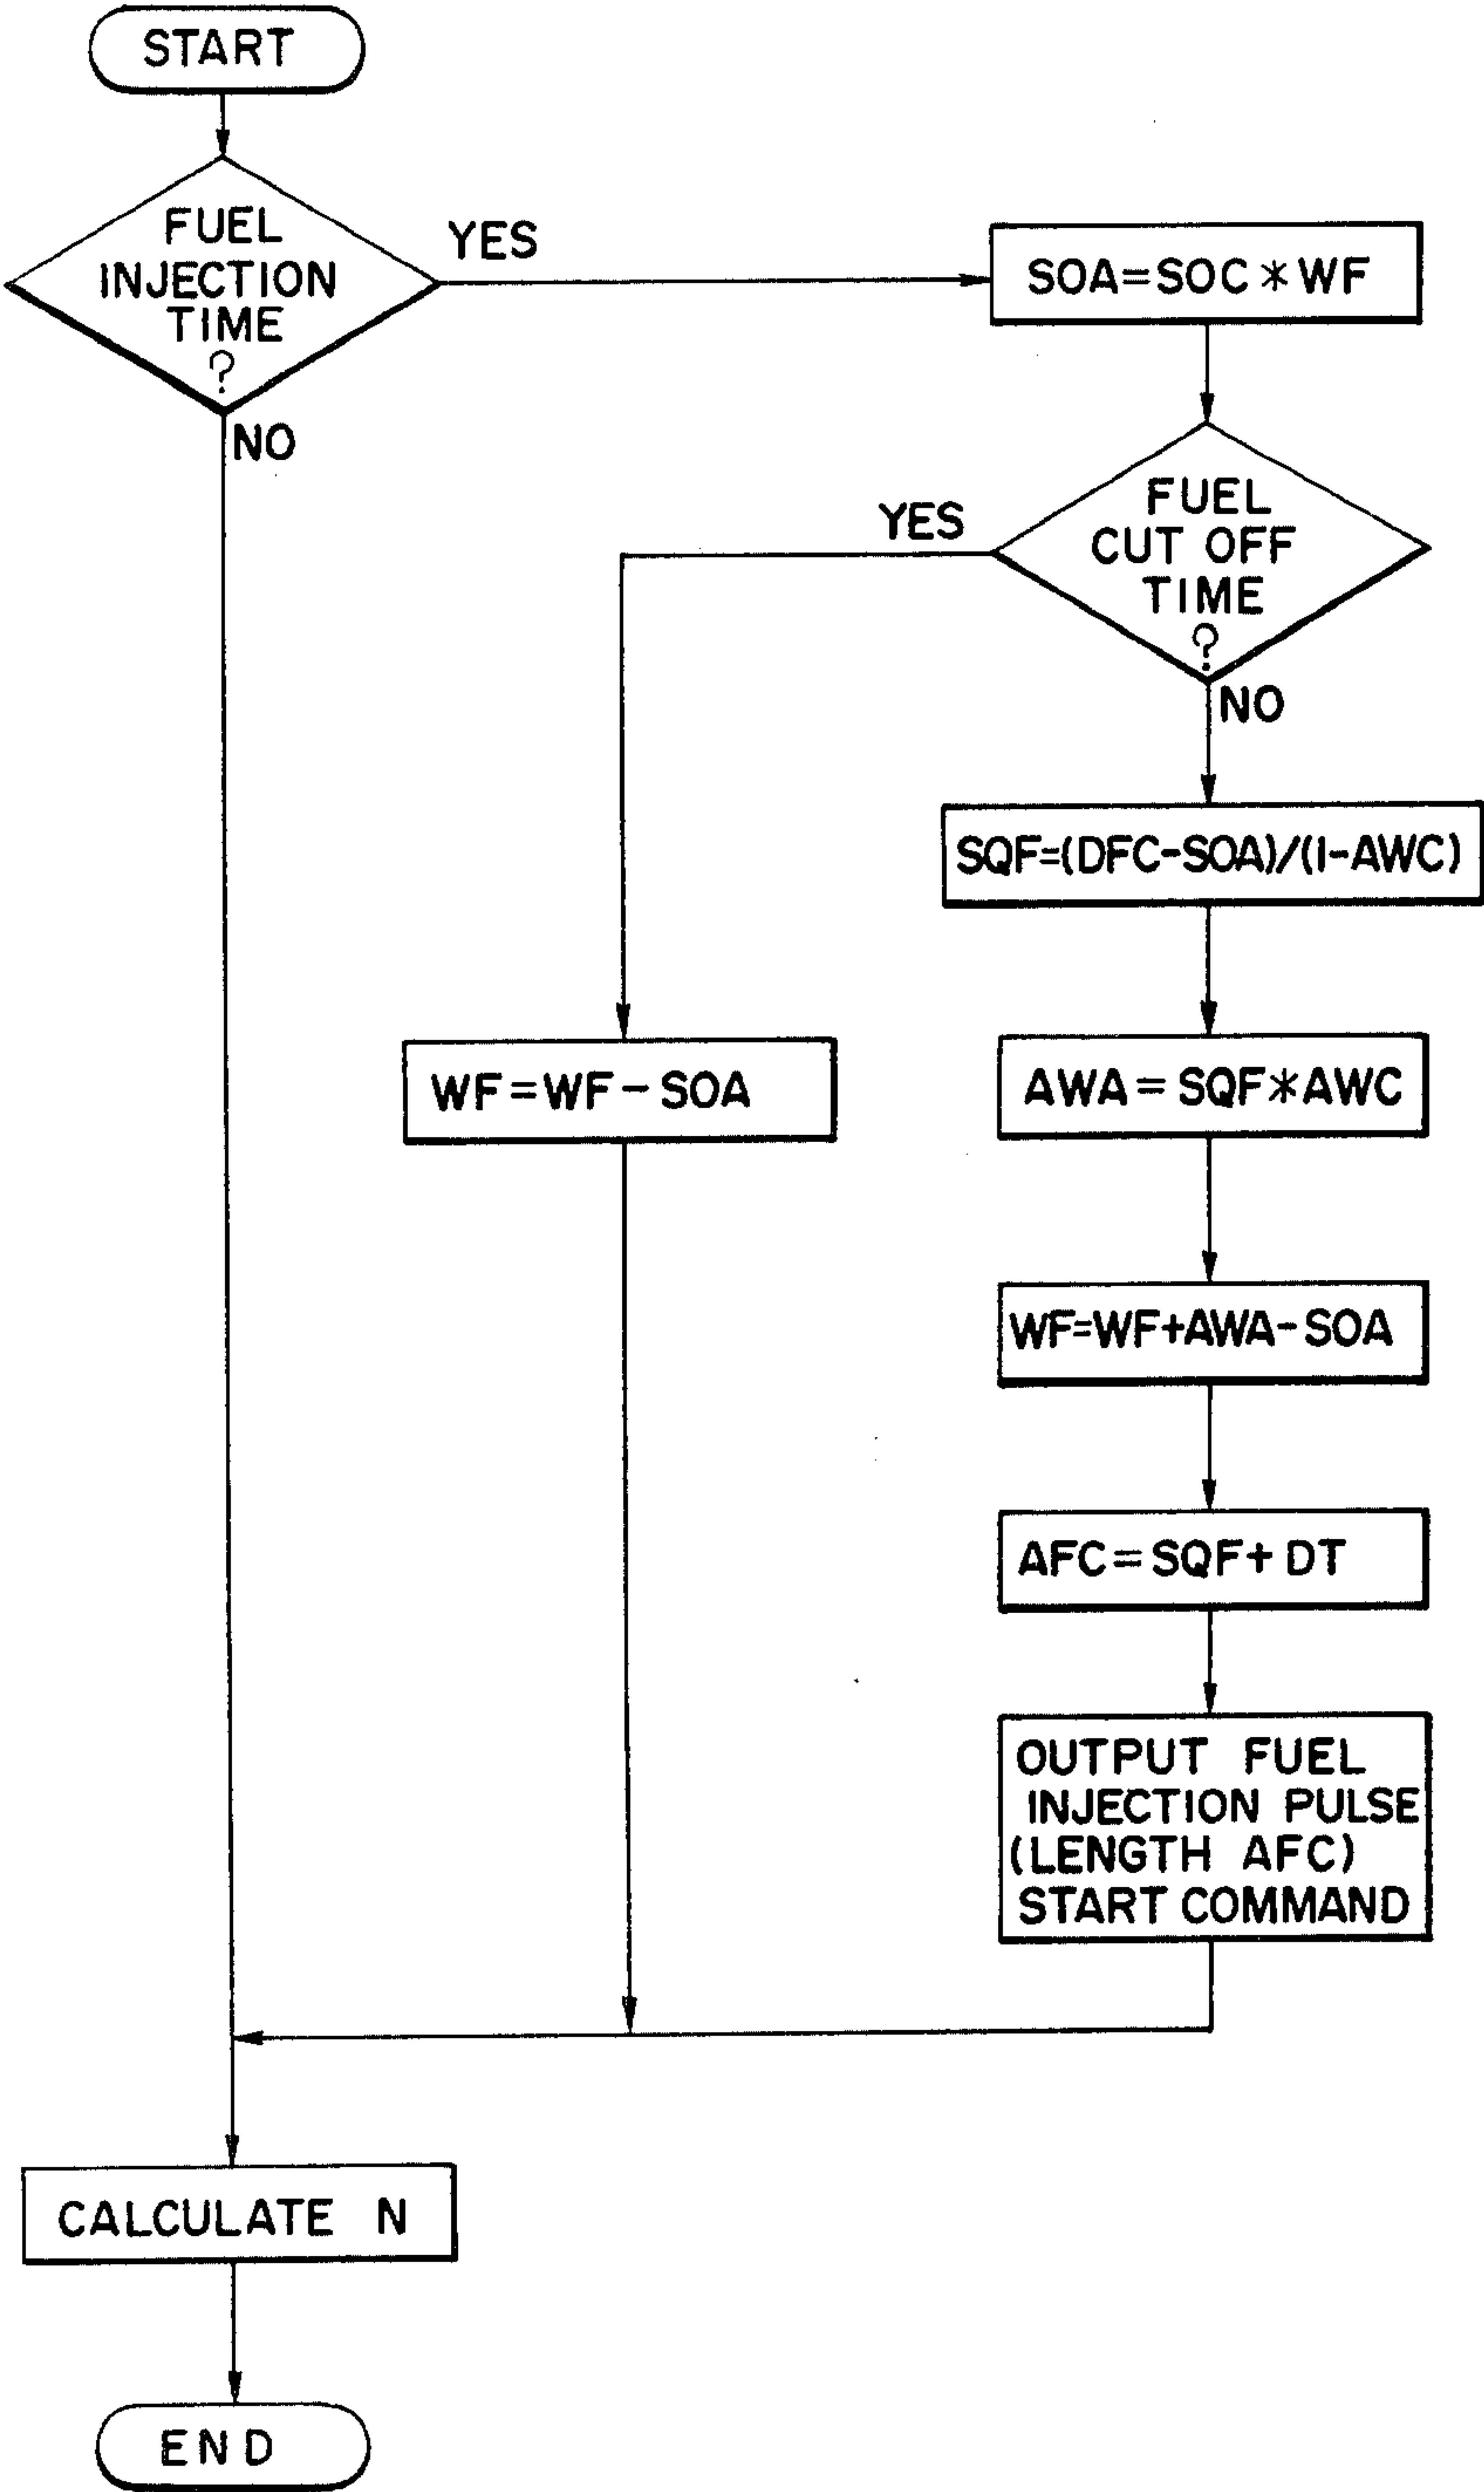 START
FUEL
INJECTION
TIME
?
YES
NO
SOA=SOC*WF
FUEL
CUT OFF
TIME
?
YES
NO
SQF=(DFC-SOA)/(1-AWC)
WF=WF-SOA
AWA=SQF*AWC
WF=WF+AWA-SOA
AFC=SQF+DT
OUTPUT FUEL
INJECTION PULSE
(LENGTH AFC)
START COMMAND
CALCULATE N
END